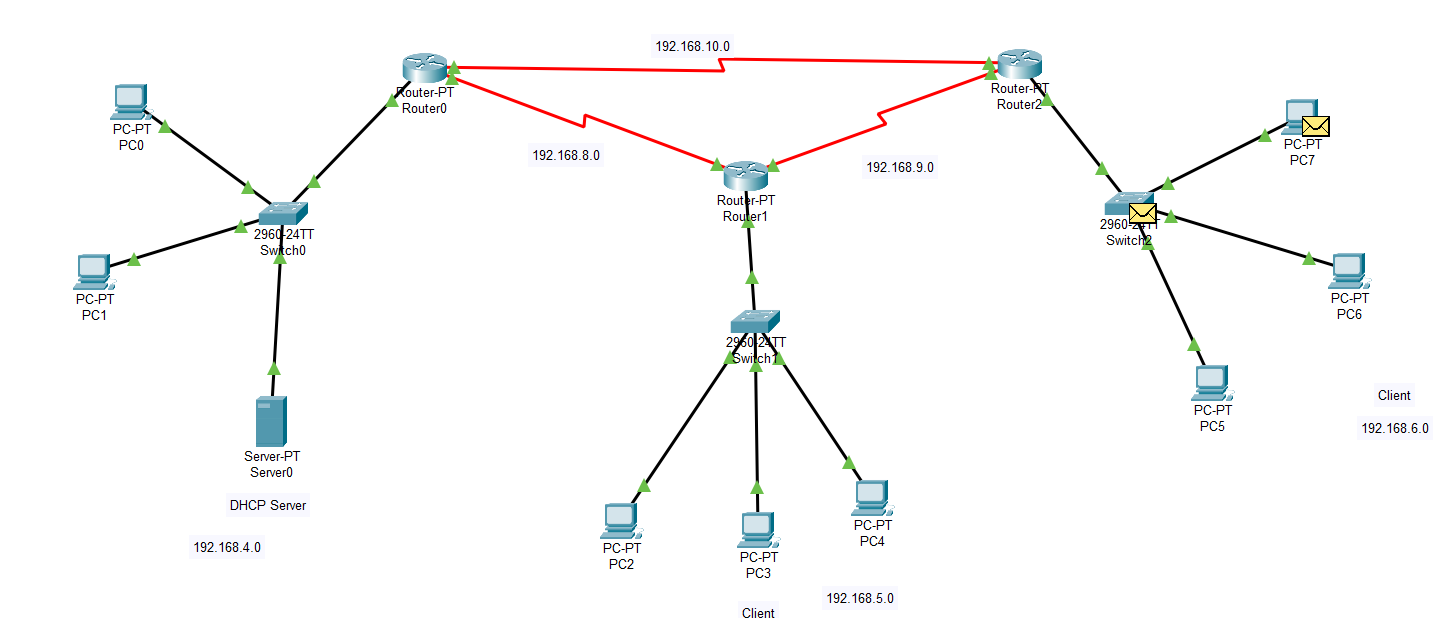 192.168.10.0
Router-PT
Router0
Router-PT
Router2
PC-PT
PC0
192.168.8.0
192.168.9.0
PC-PT
PC7
Router-PT
Router1
2960-24TT
Switch0
2960-24TT
Switch2
PC-PT
PC1
PC-PT
PC6
2960-24TT
Switch1
PC-PT
PC5
Client
192.168.6.0
Server-PT
Server0
DHCP Server
192.168.4.0
PC-PT
PC2
PC-PT
PC3
PC-PT
PC4
192.168.5.0
Client